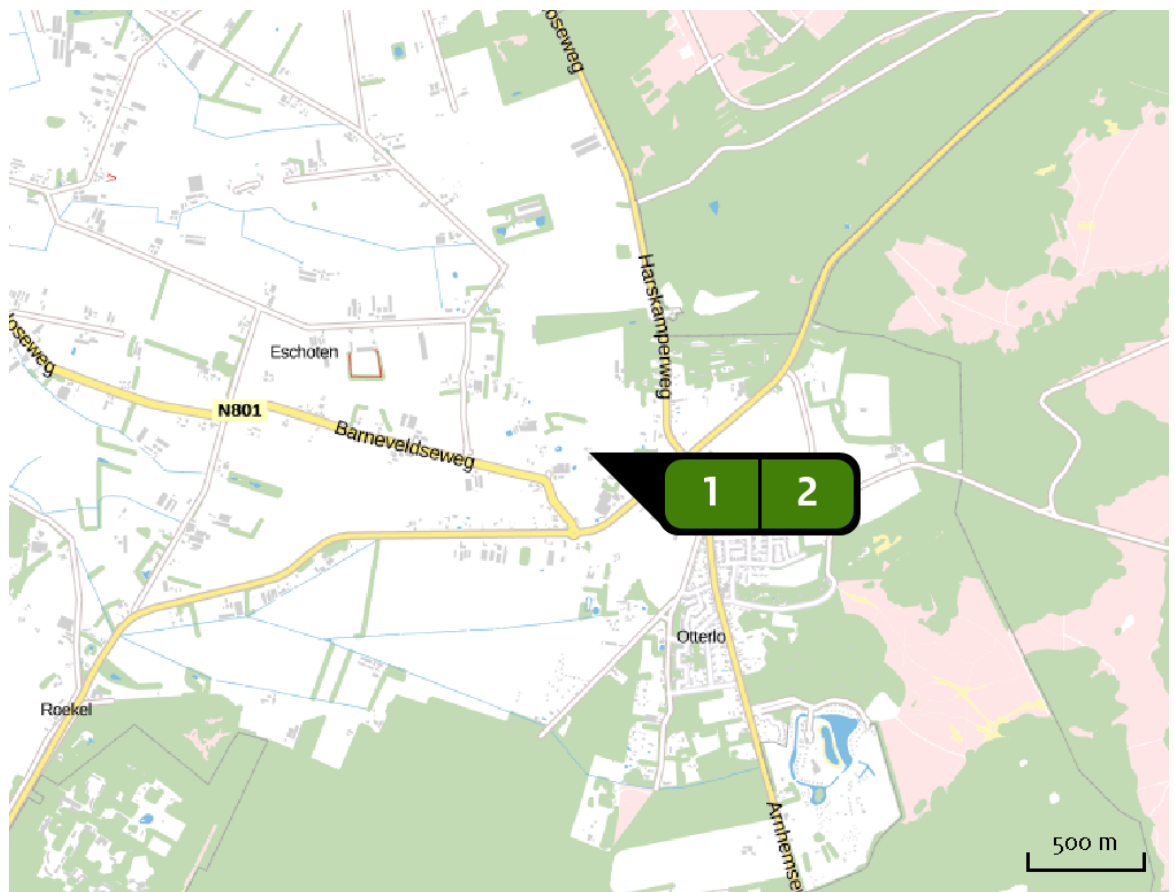 oseweg
Harskamperweg
oseweg
Eschoten
N801
Barneveldseweg
1 2
Otterlo
Roekel
Arnhemse
500 m